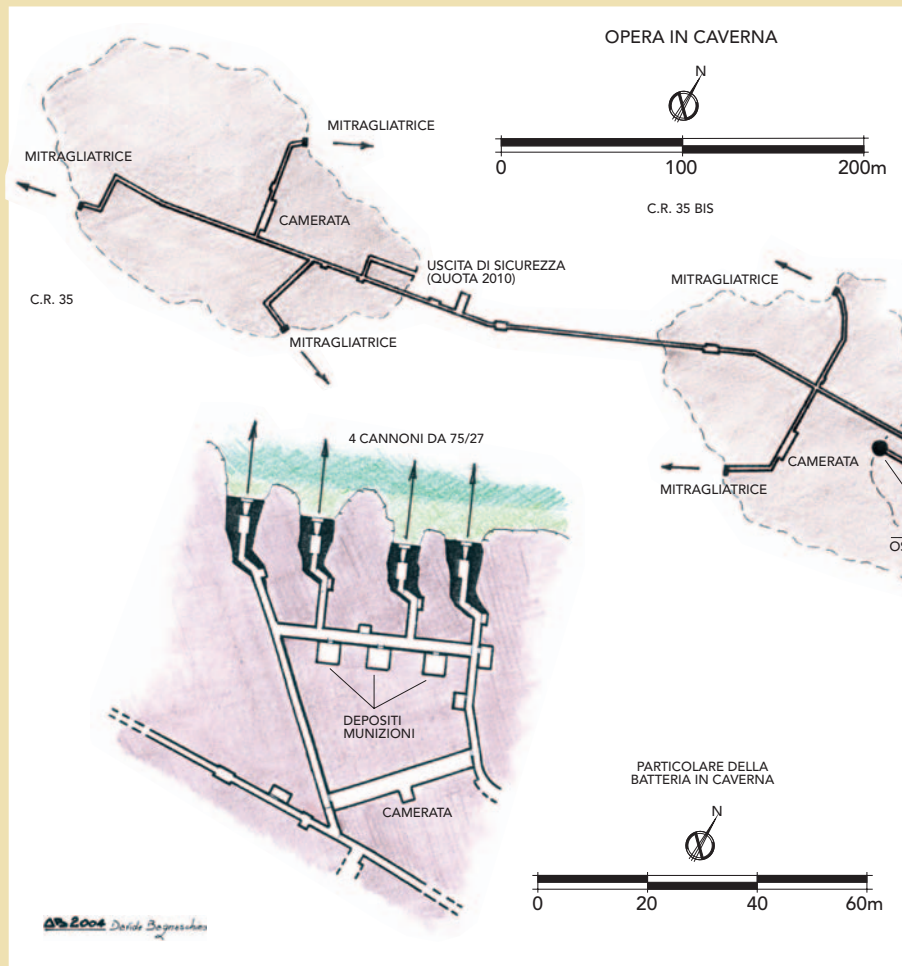 OPERA IN CAVERNA
N
0 100 200m
C.R. 35 BIS
MITRAGLIATRICE
MITRAGLIATRICE
CAMERATA
USCITA DI SICUREZZA
(QUOTA 2010)
C.R. 35
MITRAGLIATRICE
MITRAGLIATRICE
CAMERATA
MITRAGLIATRICE
OS
4 CANNONI DA 75/27
DEPOSITI
MUNIZIONI
CAMERATA
PARTICOLARE DELLA
BATTERIA IN CAVERNA
N
0 20 40 60m
2004 Davide Bagnaschino